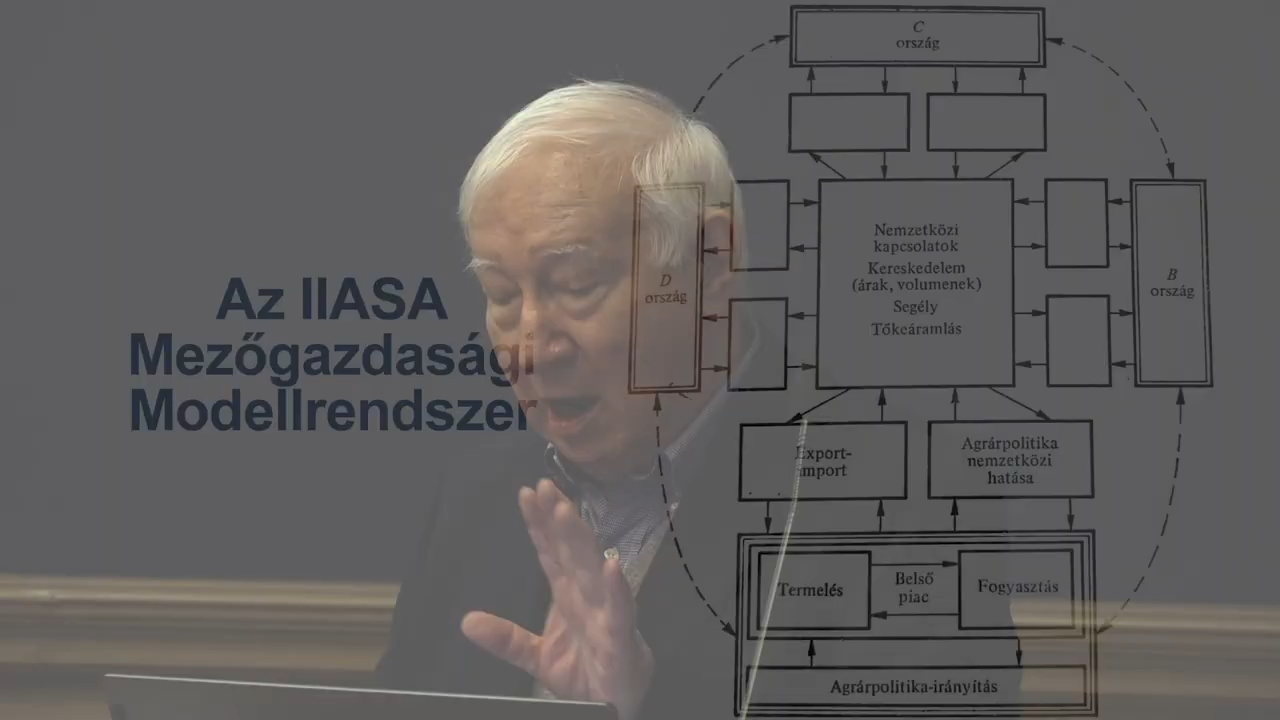 Az IIASA
Mezőgazdasági
Modellrendszer
C
ország
D
ország
Nemzetközi
kapcsolatok
Kereskedelem
(árak, volumenek)
Segély
Tőkeáramlás
B
ország
Export-
import
Agrárpolitika
nemzetközi
hatása
Termelés
Belső
piac
Fogyasztás
Agrárpolitika-irányítás